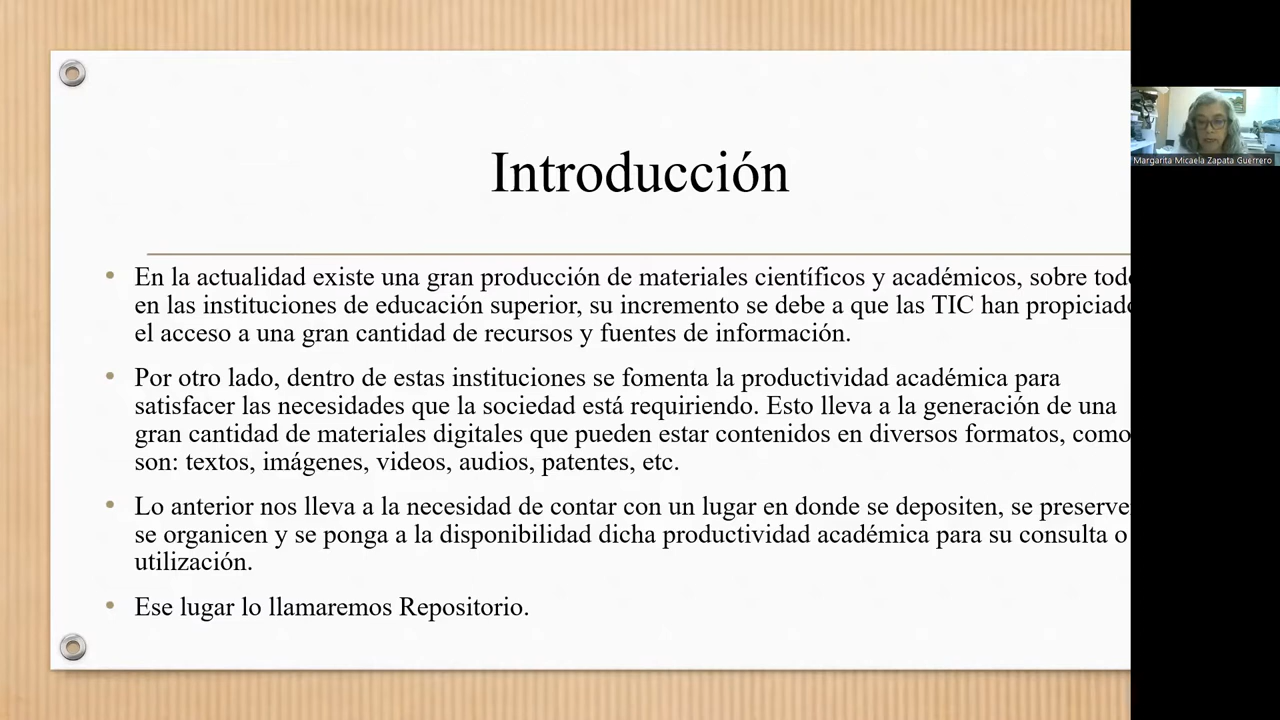 Introducción
En la actualidad existe una gran producción de materiales científicos y académicos, sobre tod
en las instituciones de educación superior, su incremento se debe a que las TIC han propiciad
el acceso a una gran cantidad de recursos y fuentes de información.
Por otro lado, dentro de estas instituciones se fomenta la productividad académica para
satisfacer las necesidades que la sociedad está requiriendo. Esto lleva a la generación de una
gran cantidad de materiales digitales que pueden estar contenidos en diversos formatos, como
son: textos, imágenes, videos, audios, patentes, etc.
Lo anterior nos lleva a la necesidad de contar con un lugar en donde se depositen, se preserve
se organicen y se ponga a la disponibilidad dicha productividad académica para su consulta o
utilización.
Ese lugar lo llamaremos Repositorio.
Margarita Micaela Zapata Guerrero